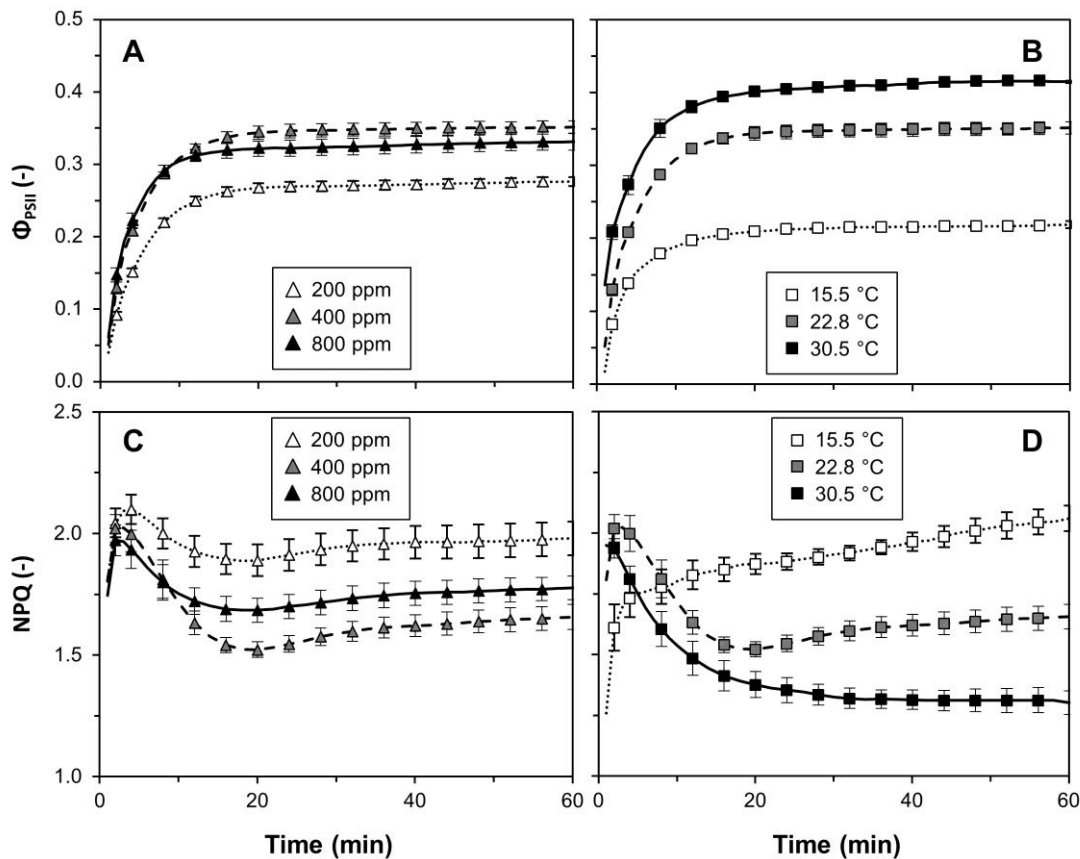 0.5
0.4
0.3
0.2
0.1
0.0
Φ_PSII (-)
A
200 ppm
400 ppm
800 ppm
B
15.5 °C
22.8 °C
30.5 °C
2.5
2.0
1.5
1.0
NPQ (-)
C
200 ppm
400 ppm
800 ppm
D
15.5 °C
22.8 °C
30.5 °C
0 20 40 60
0 20 40 60
Time (min)
Time (min)